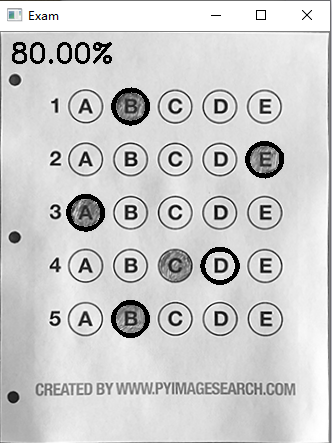 Exam
80.00%
1 A B C D E
2 A B C D E
3 A B C D E
4 A B C D E
5 A B C D E
CREATED BY WWW.PYIMAGESEARCH.COM